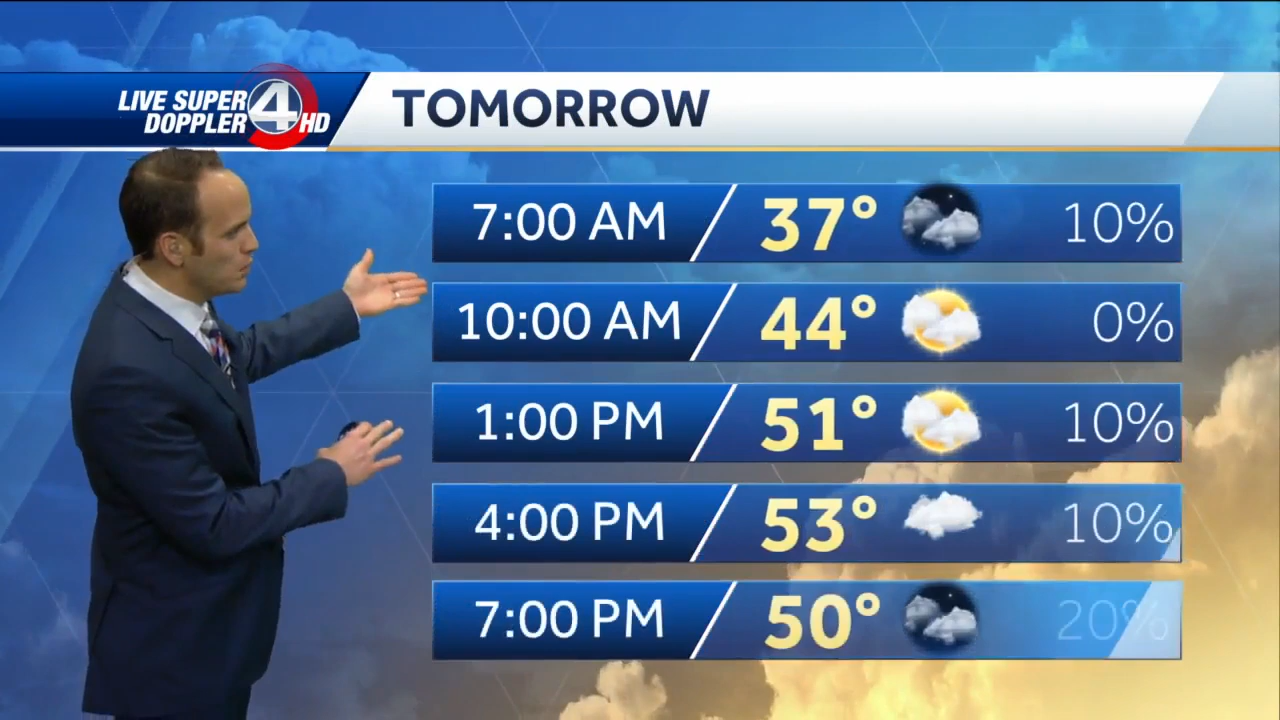 LIVE SUPER
DOPPLER 4 HD
TOMORROW
7:00 AM 37° 10%
10:00 AM 44° 0%
1:00 PM 51° 10%
4:00 PM 53° 10%
7:00 PM 50° 20%